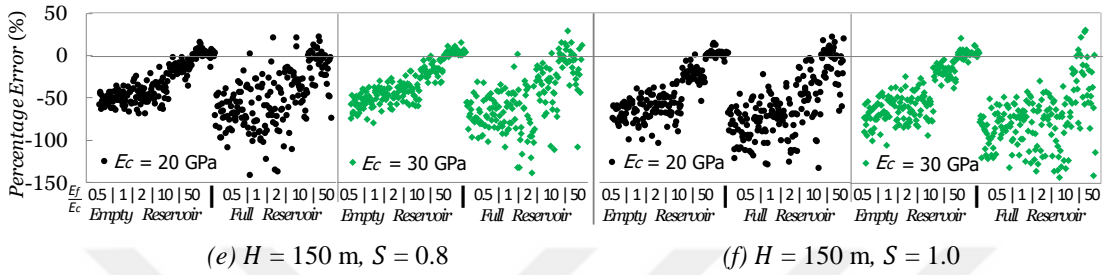 Percentage Error (%)
50
0
-50
-100
-150
Ec = 20 GPa
Ec = 30 GPa
Ec = 20 GPa
Ec = 30 GPa
Ef
Ec
0.5 | 1 | 2 | 10 | 50 | 0.5 | 1 | 2 | 10 | 50
Empty Reservoir Full Reservoir
0.5 | 1 | 2 | 10 | 50 | 0.5 | 1 | 2 | 10 | 50
Empty Reservoir Full Reservoir
0.5 | 1 | 2 | 10 | 50 | 0.5 | 1 | 2 | 10 | 50
Empty Reservoir Full Reservoir
0.5 | 1 | 2 | 10 | 50 | 0.5 | 1 | 2 | 10 | 50
Empty Reservoir Full Reservoir
(e) H = 150 m, S = 0.8
(f) H = 150 m, S = 1.0